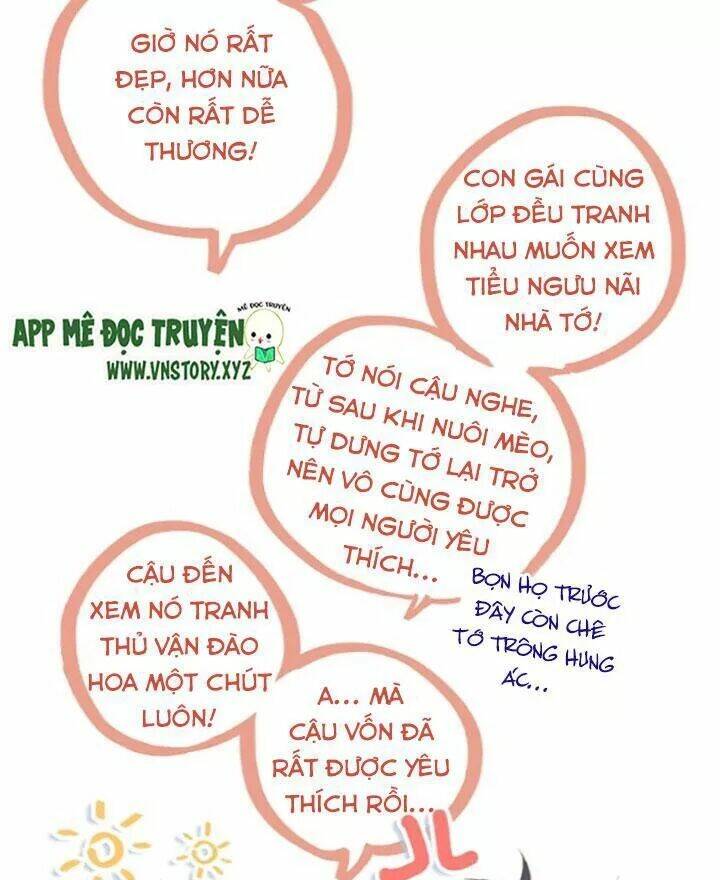 GIỜ NÓ RẤT
ĐẸP, HƠN NỮA
CÒN RẤT DỄ
THƯƠNG!
CON GÁI CÙNG
LỚP ĐỀU TRANH
NHAU MUỐN XEM
TIỂU NGƯU NÃI
NHÀ TỚ!
MÊ ĐỌC TRUYỆN
APP MÊ ĐỌC TRUYỆN
WWW.VNSTORY.XYZ
TỚ NÓI CẬU NGHE,
TỪ SAU KHI NUÔI MÈO,
TỰ DƯNG TỚ LẠI TRỞ
NÊN VÔ CÙNG ĐƯỢC
MỌI NGƯỜI YÊU
THÍCH...
BỌN HỌ TRƯỚC
ĐÂY CÒN CHÊ
TỚ TRÔNG HUNG
ÁC...
CẬU ĐẾN
XEM NÓ TRANH
THỦ VẬN ĐÀO
HOA MỘT CHÚT
LUÔN!
A... MÀ
CẬU VỐN ĐÃ
RẤT ĐƯỢC YÊU
THÍCH RỒI...